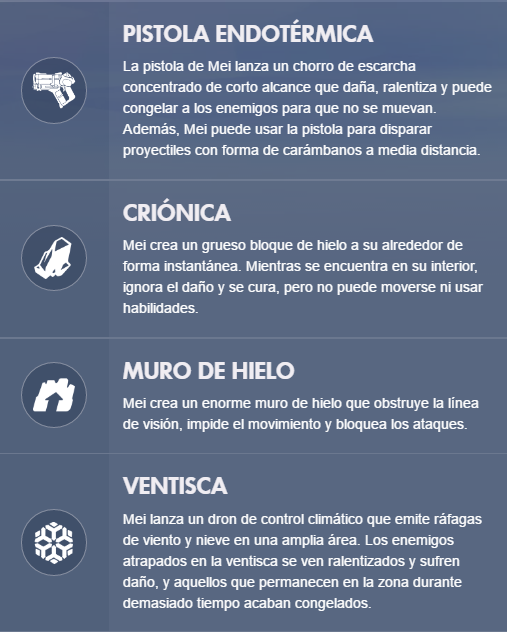 PISTOLA ENDOTÉRMICA
La pistola de Mei lanza un chorro de escarcha
concentrado de corto alcance que daña, ralentiza y puede
congelar a los enemigos para que no se muevan.
Además, Mei puede usar la pistola para disparar
proyectiles con forma de carámbanos a media distancia.
CRIÓNICA
Mei crea un grueso bloque de hielo a su alrededor de
forma instantánea. Mientras se encuentra en su interior,
ignora el daño y se cura, pero no puede moverse ni usar
habilidades.
MURO DE HIELO
Mei crea un enorme muro de hielo que obstruye la línea
de visión, impide el movimiento y bloquea los ataques.
VENTISCA
Mei lanza un dron de control climático que emite ráfagas
de viento y nieve en una amplia área. Los enemigos
atrapados en la ventisca se ven ralentizados y sufren
daño, y aquellos que permanecen en la zona durante
demasiado tiempo acaban congelados.